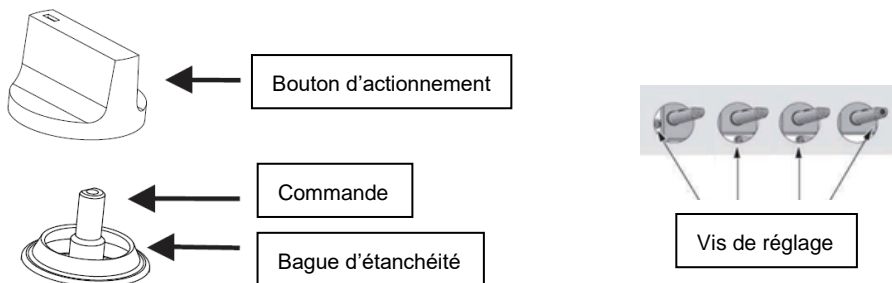 Bouton d’actionnement
Commande
Bague d’étanchéité
Vis de réglage